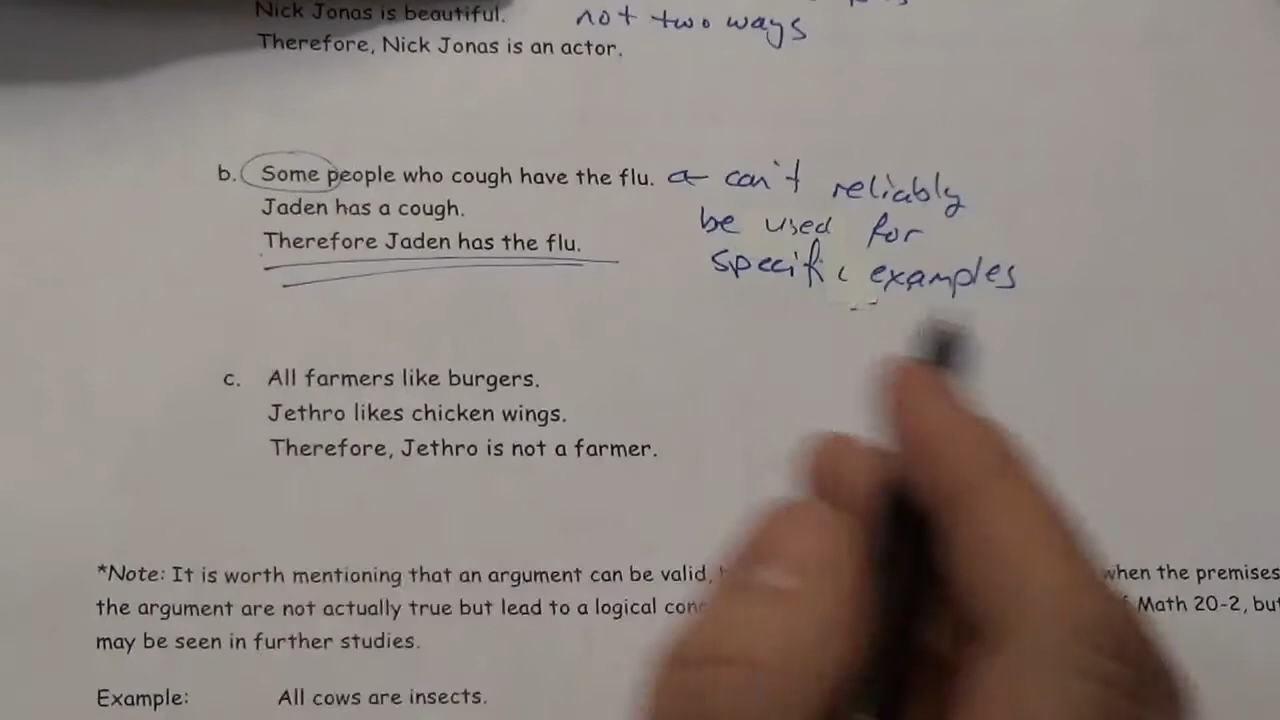 Nick Jonas is beautiful. not two ways
Therefore, Nick Jonas is an actor.
b. Some people who cough have the flu. can't reliably
Jaden has a cough. be used for
Therefore Jaden has the flu. specific examples
c. All farmers like burgers.
Jethro likes chicken wings.
Therefore, Jethro is not a farmer.
*Note: It is worth mentioning that an argument can be valid, when the premises
the argument are not actually true but lead to a logical Math 20-2, but
may be seen in further studies.
Example: All cows are insects.